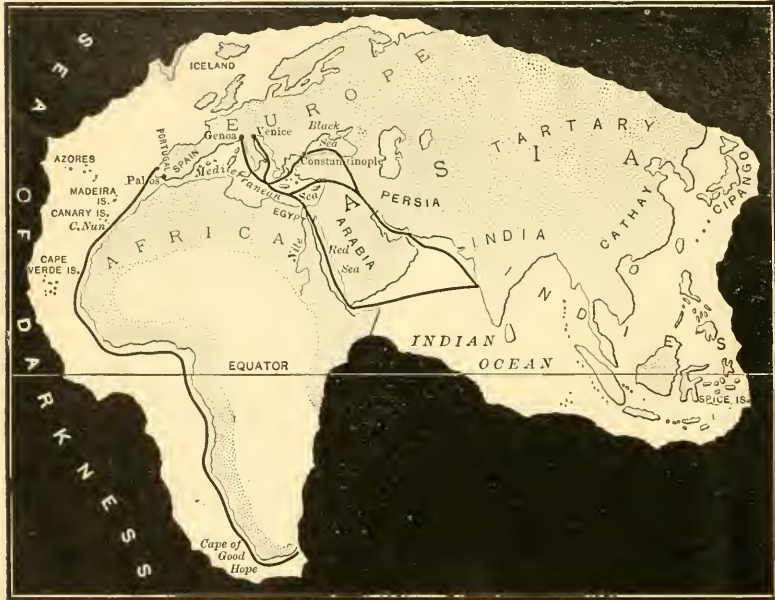 SEA OF DARKNESS
ICELAND
EUROPE
Genoa
Venice
Black
Sea
Constantinople
TARTARY
ASIA
PORTUGAL
SPAIN
Palos
Mediterranean
Sea
AZORES
MADEIRA
IS.
CANARY IS.
C.Nun
CAPE
VERDE IS.
AFRICA
EGYPT
Nile
Red
Sea
ARABIA
PERSIA
INDIA
CATHAY
CIPANGO
INDIES
INDIAN
OCEAN
EQUATOR
SPICE IS.
Cape of
Good
Hope